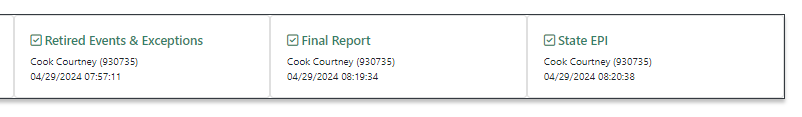 Retired Events & Exceptions
Cook Courtney (930735)
04/29/2024 07:57:11
Final Report
Cook Courtney (930735)
04/29/2024 08:19:34
State EPI
Cook Courtney (930735)
04/29/2024 08:20:38